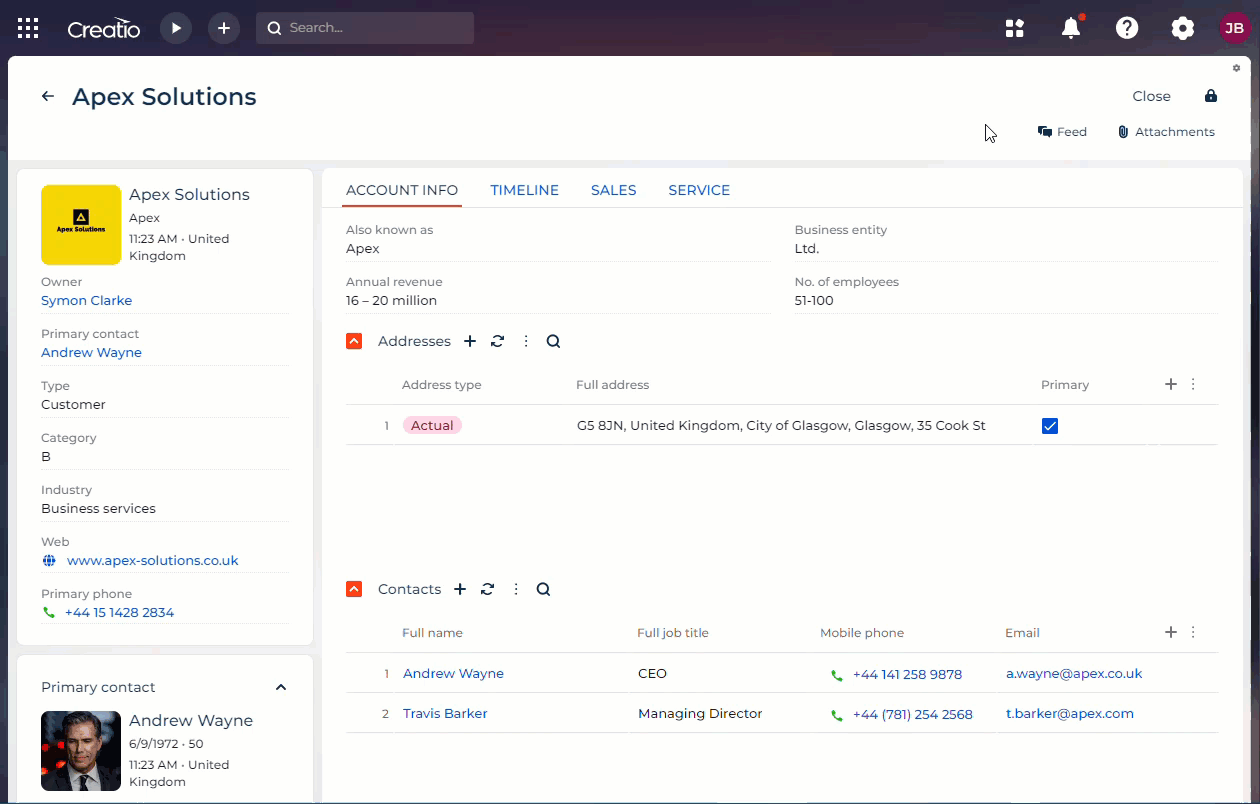 Creatio
Search...
JB
Apex Solutions
Close
Feed
Attachments
Apex Solutions
Apex Solutions
Apex
11:23 AM • United
Kingdom
Owner
Symon Clarke
Primary contact
Andrew Wayne
Type
Customer
Category
B
Industry
Business services
Web
www.apex-solutions.co.uk
Primary phone
+44 15 1428 2834
Primary contact
Andrew Wayne
6/9/1972 • 50
11:23 AM • United
Kingdom
ACCOUNT INFO TIMELINE SALES SERVICE
Also known as
Apex
Business entity
Ltd.
Annual revenue
16 – 20 million
No. of employees
51-100
Addresses
Address type Full address Primary
1 Actual G5 8JN, United Kingdom, City of Glasgow, Glasgow, 35 Cook St
Contacts
Full name Full job title Mobile phone Email
1 Andrew Wayne CEO +44 141 258 9878 a.wayne@apex.co.uk
2 Travis Barker Managing Director +44 (781) 254 2568 t.barker@apex.com